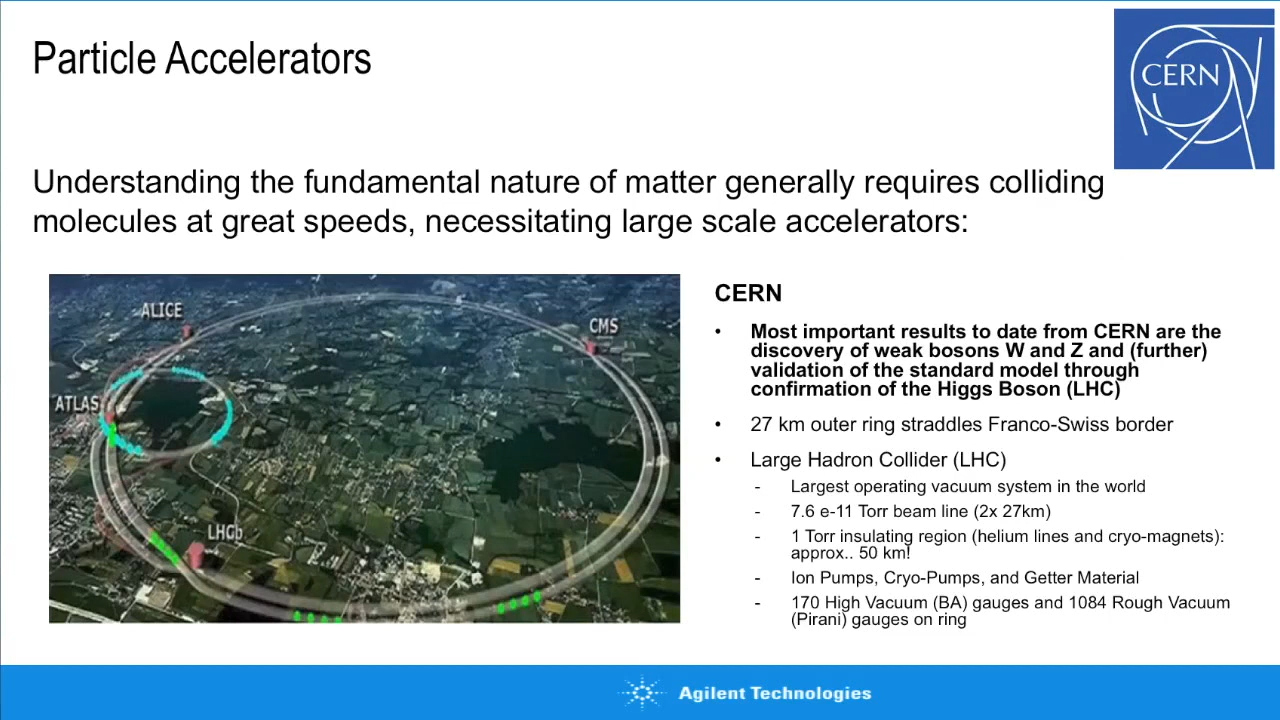 Particle Accelerators
CERN
Understanding the fundamental nature of matter generally requires colliding
molecules at great speeds, necessitating large scale accelerators:
ALICE
CMS
ATLAS
LHCb
CERN
• Most important results to date from CERN are the
discovery of weak bosons W and Z and (further)
validation of the standard model through
confirmation of the Higgs Boson (LHC)
• 27 km outer ring straddles Franco-Swiss border
• Large Hadron Collider (LHC)
- Largest operating vacuum system in the world
- 7.6 e-11 Torr beam line (2x 27km)
- 1 Torr insulating region (helium lines and cryo-magnets):
approx.. 50 km!
- Ion Pumps, Cryo-Pumps, and Getter Material
- 170 High Vacuum (BA) gauges and 1084 Rough Vacuum
(Pirani) gauges on ring
Agilent Technologies